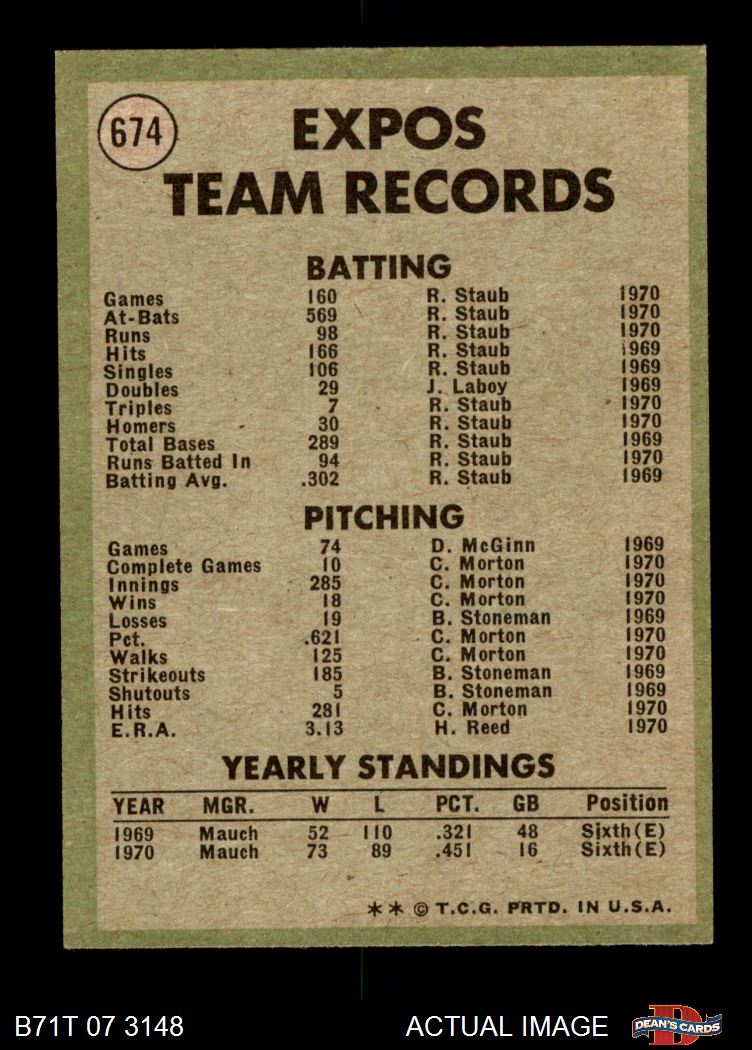 674
EXPOS
TEAM RECORDS
BATTING
Games 160 R. Staub 1970
At-Bats 569 R. Staub 1970
Runs 98 R. Staub 1970
Hits 166 R. Staub 1969
Singles 106 R. Staub 1969
Doubles 29 J. Laboy 1969
Triples 7 R. Staub 1970
Homers 30 R. Staub 1970
Total Bases 289 R. Staub 1969
Runs Batted In 94 R. Staub 1970
Batting Avg. .302 R. Staub 1969
PITCHING
Games 74 D. McGinn 1969
Complete Games 10 C. Morton 1970
Innings 285 C. Morton 1970
Wins 18 C. Morton 1970
Losses 19 B. Stoneman 1969
Pct. .621 C. Morton 1970
Walks 125 C. Morton 1970
Strikeouts 185 B. Stoneman 1969
Shutouts 5 B. Stoneman 1969
Hits 281 C. Morton 1970
E.R.A. 3.13 H. Reed 1970
YEARLY STANDINGS
YEAR MGR. W L PCT. GB Position
1969 Mauch 52 110 .321 48 Sixth(E)
1970 Mauch 73 89 .451 16 Sixth(E)
** © T.C.G. PRTD. IN U.S.A.
B71T 07 3148 ACTUAL IMAGE D DEAN'S CARDS